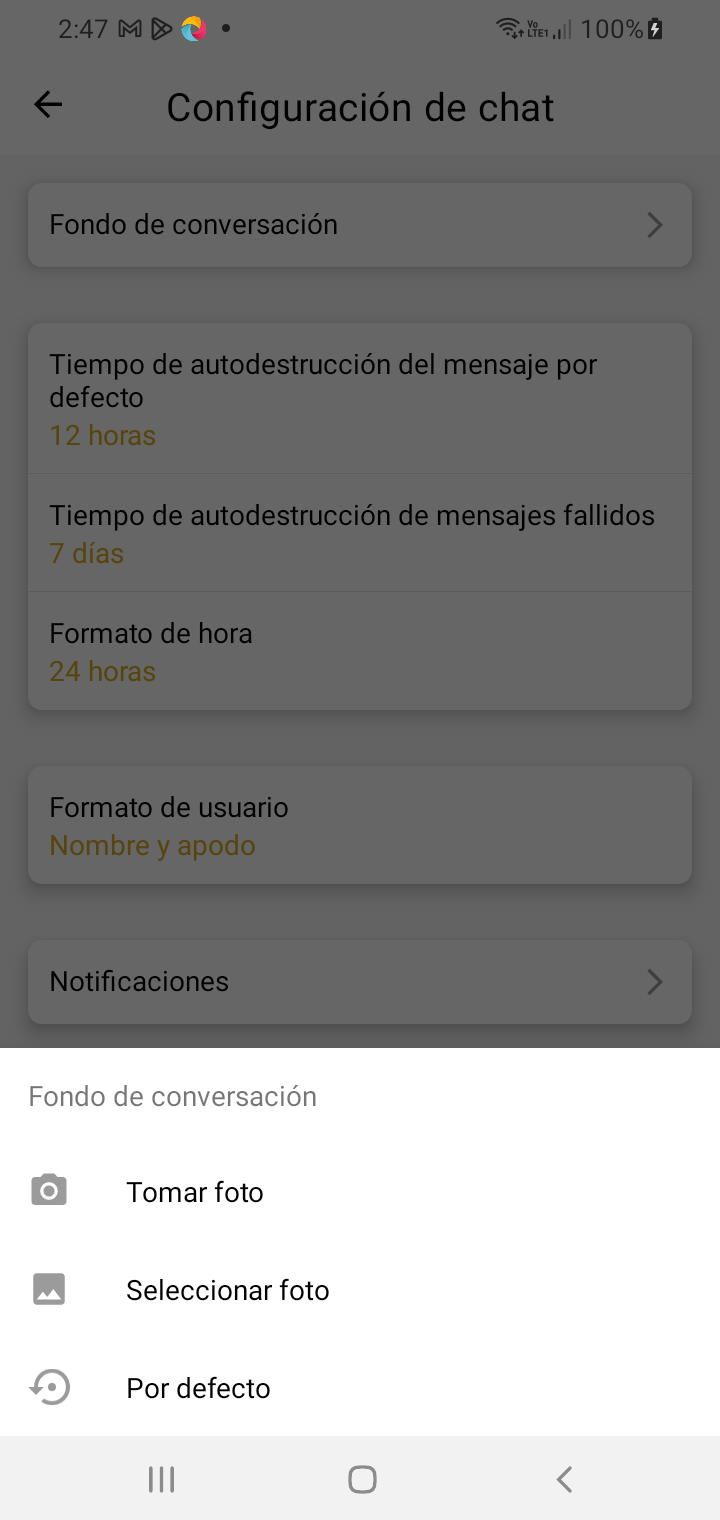 2:47
Vo
LTE1
100%
Configuración de chat
Fondo de conversación
Tiempo de autodestrucción del mensaje por
defecto
12 horas
Tiempo de autodestrucción de mensajes fallidos
7 días
Formato de hora
24 horas
Formato de usuario
Nombre y apodo
Notificaciones
Fondo de conversación
Tomar foto
Seleccionar foto
Por defecto